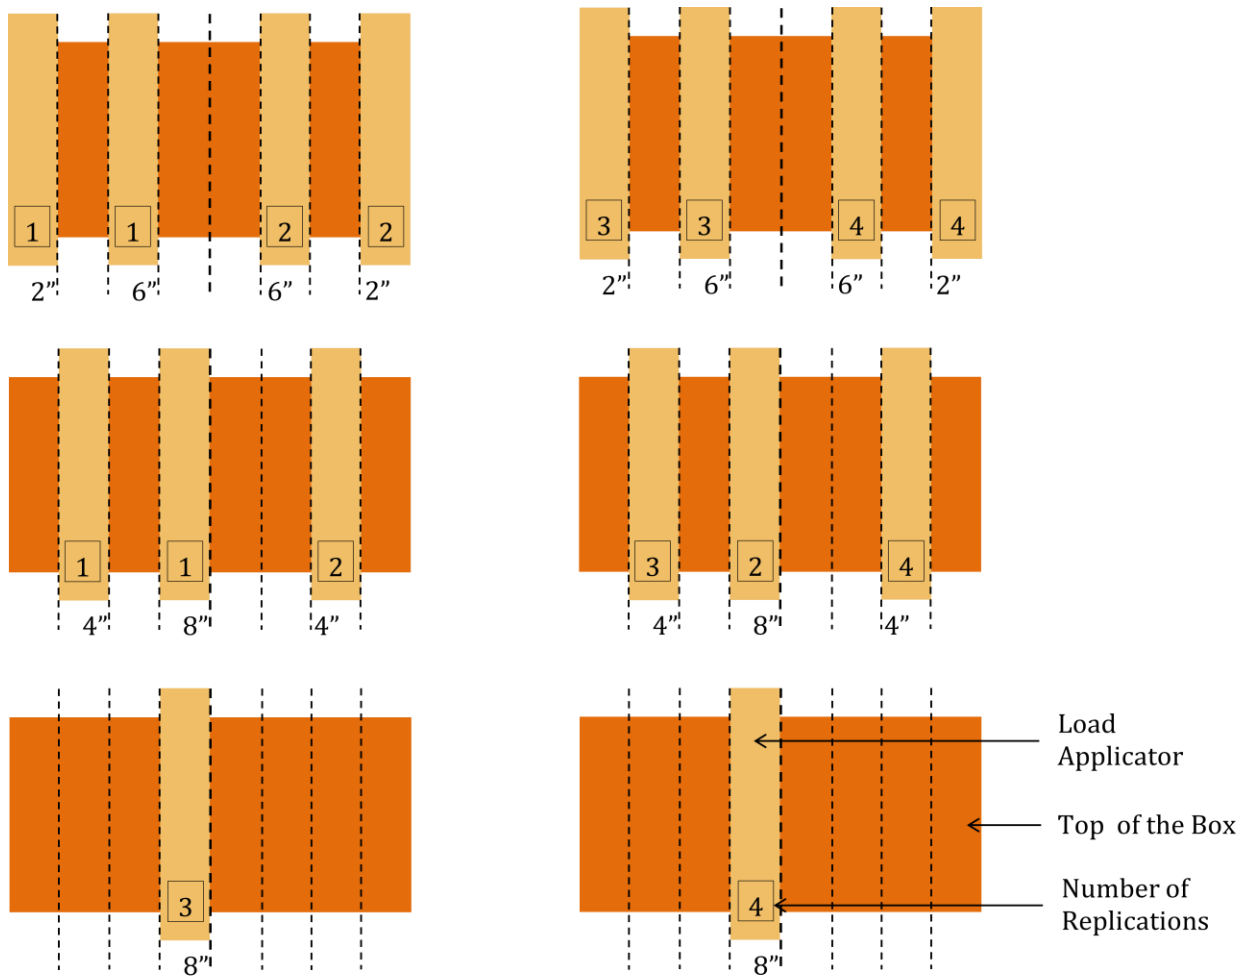 1 1 2 2
3 3 4 4
2” 6” 6” 2”
2” 6” 6” 2”
1 1 2
3 2 4
4” 8” 4”
4” 8” 4”
Load
Applicator
Top of the Box
3
4
Number of
Replications
8”
8”